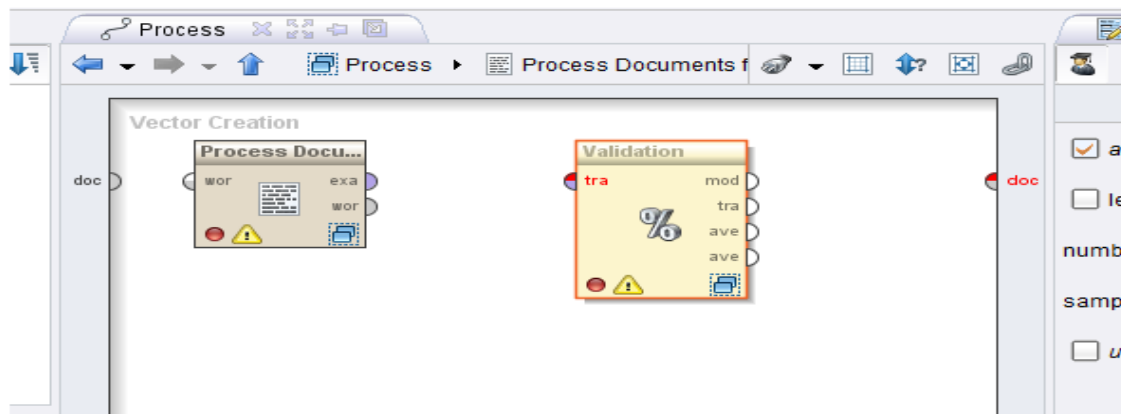 Process
Process Process Documents f
Vector Creation
Process Docu... Validation
doc wor exa tra mod doc
wor tra
ave
ave
%
a
le
numb
samp
u